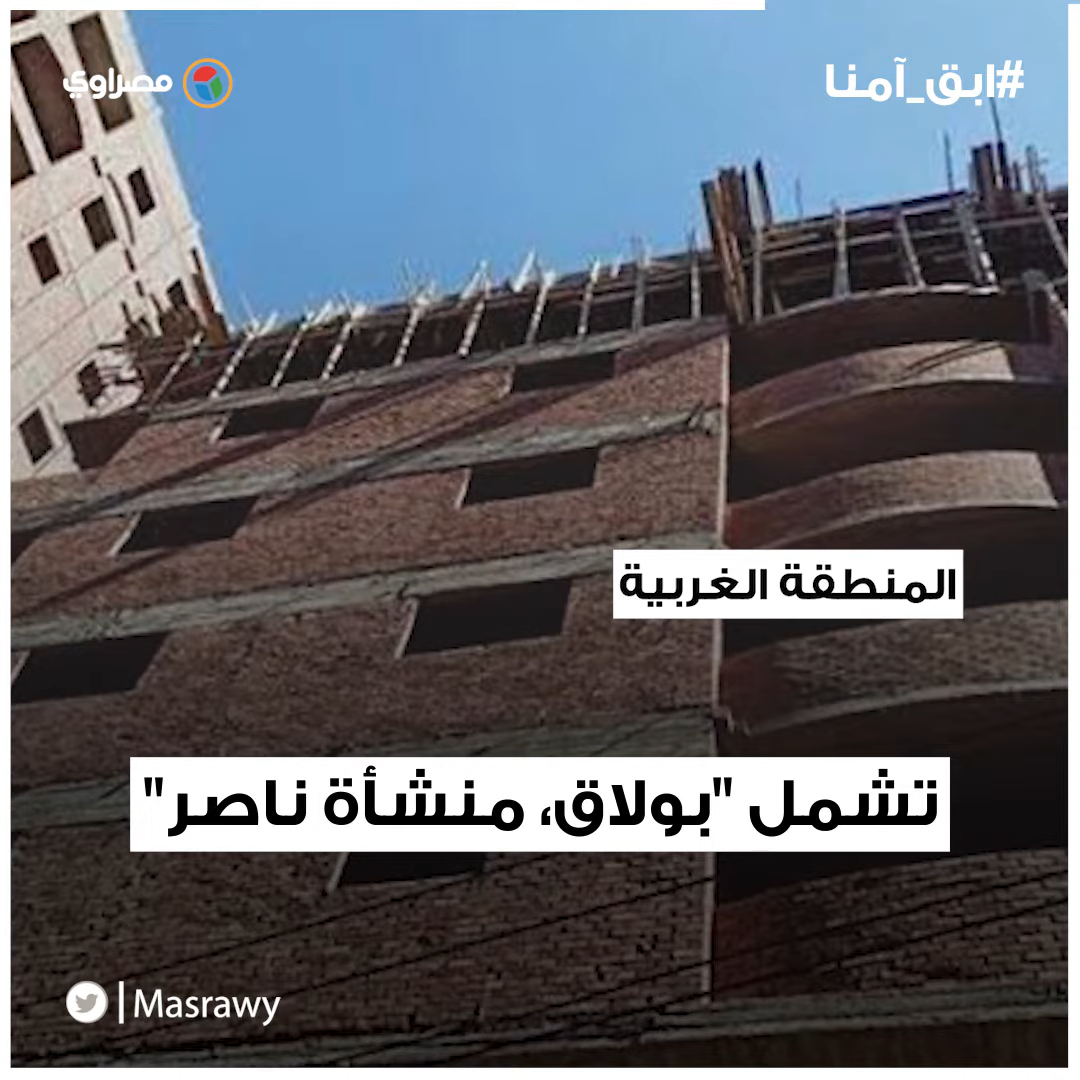 #ابق_آمنا
مصراوي
المنطقة الغربية
تشمل "بولاق، منشأة ناصر"
| Masrawy